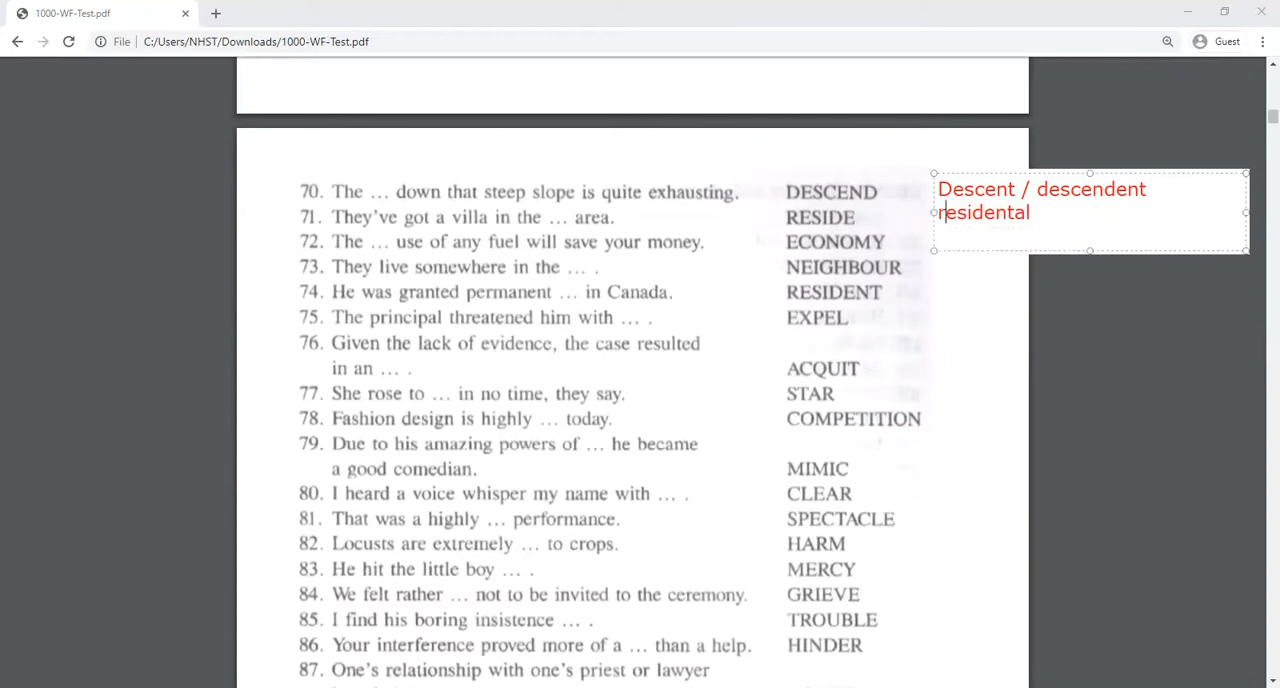 1000-WF-Test.pdf
File C:/Users/NHST/Downloads/1000-WF-Test.pdf Guest
70. The ... down that steep slope is quite exhausting. DESCEND
71. They've got a villa in the ... area. RESIDE
72. The ... use of any fuel will save your money. ECONOMY
73. They live somewhere in the ... . NEIGHBOUR
74. He was granted permanent ... in Canada. RESIDENT
75. The principal threatened him with ... . EXPEL
76. Given the lack of evidence, the case resulted
in an ... . ACQUIT
77. She rose to ... in no time, they say. STAR
78. Fashion design is highly ... today. COMPETITION
79. Due to his amazing powers of ... he became
a good comedian. MIMIC
80. I heard a voice whisper my name with ... . CLEAR
81. That was a highly ... performance. SPECTACLE
82. Locusts are extremely ... to crops. HARM
83. He hit the little boy ... . MERCY
84. We felt rather ... not to be invited to the ceremony. GRIEVE
85. I find his boring insistence ... . TROUBLE
86. Your interference proved more of a ... than a help. HINDER
87. One's relationship with one's priest or lawyer
Descent / descendent
residental